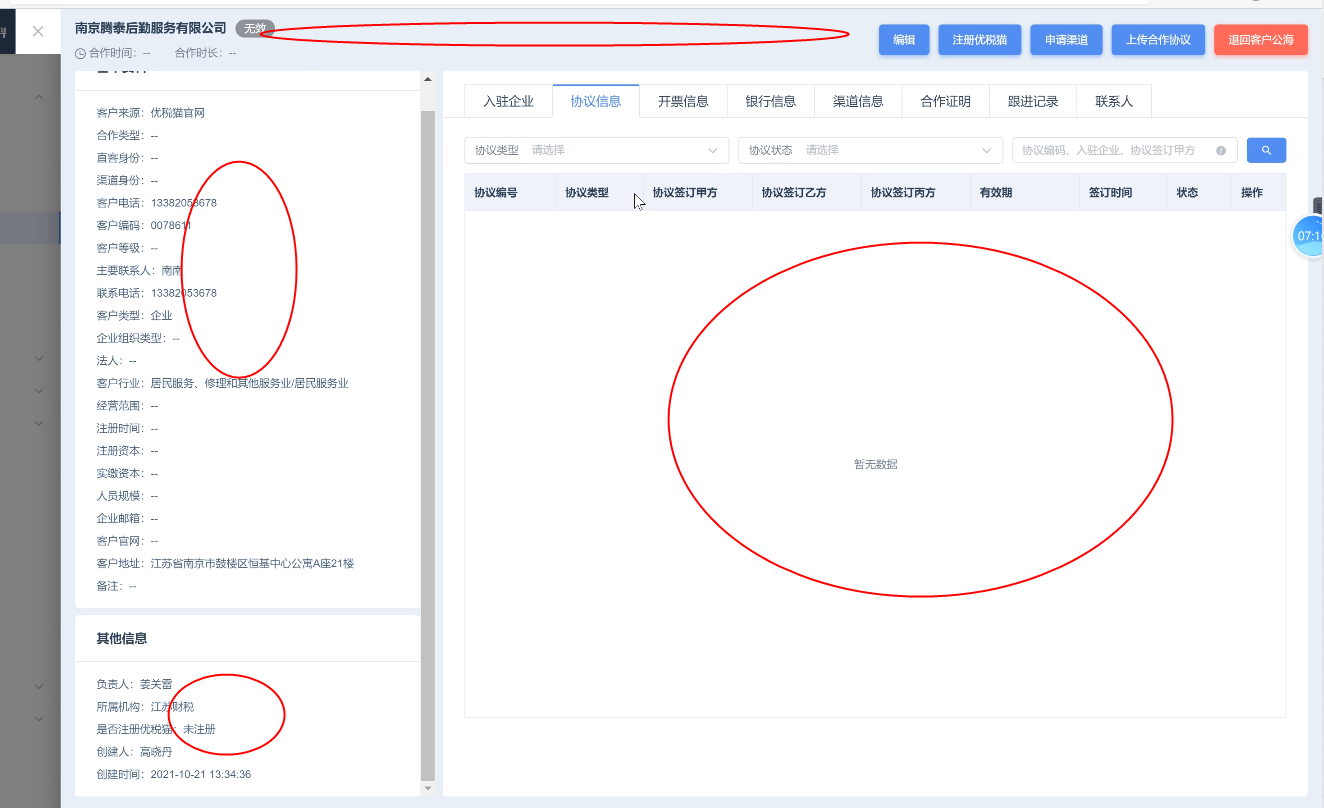 南京腾泰后勤服务有限公司 无效
编辑 注册优税猫 申请渠道 上传合作协议 退回客户公海
合作时间: -- 合作时长: --
入驻企业 协议信息 开票信息 银行信息 渠道信息 合作证明 跟进记录 联系人
协议类型 请选择 协议状态 请选择 协议编码、入驻企业、协议签订甲方
协议编号 协议类型 协议签订甲方 协议签订乙方 协议签订丙方 有效期 签订时间 状态 操作
暂无数据
客户来源: 优税猫官网
合作类型: --
直客身份: --
渠道身份: --
客户电话: 13382053678
客户编码: 0078611
客户等级: --
主要联系人: 南南
联系电话: 13382053678
客户类型: 企业
企业组织类型: --
法人: --
客户行业: 居民服务、修理和其他服务业/居民服务业
经营范围: --
注册时间: --
注册资本: --
实缴资本: --
人员规模: --
企业邮箱: --
客户官网: --
客户地址: 江苏省南京市鼓楼区恒基中心公寓A座21楼
备注: --
其他信息
负责人: 姜关雷
所属机构: 江苏财税
是否注册优税猫: 未注册
创建人: 高晓丹
创建时间: 2021-10-21 13:34:36